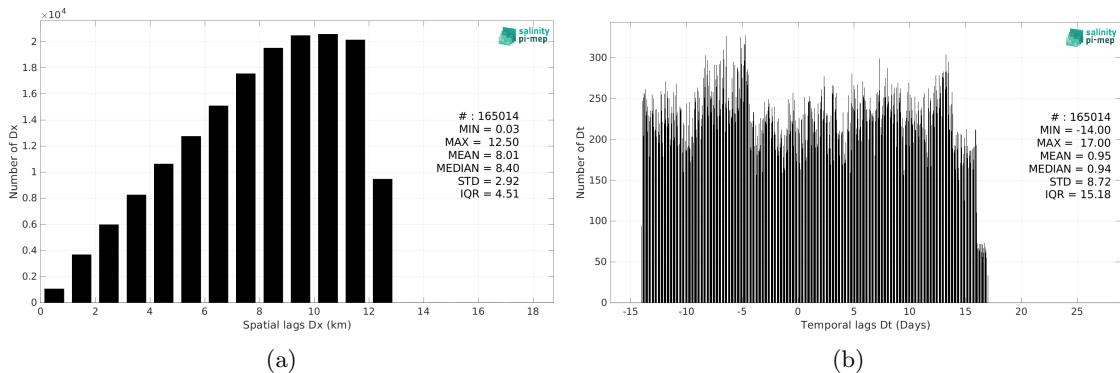 ×10⁴
2
1.8
1.6
1.4
1.2
1
0.8
0.6
0.4
0.2
0
Number of Dx
0 2 4 6 8 10 12 14 16 18
Spatial lags Dx (km)
salinity
pi-mep
# : 165014
MIN = 0.03
MAX = 12.50
MEAN = 8.01
MEDIAN = 8.40
STD = 2.92
IQR = 4.51
(a)
300
250
200
150
100
50
0
Number of Dt
-15 -10 -5 0 5 10 15 20 25
Temporal lags Dt (Days)
salinity
pi-mep
# : 165014
MIN = -14.00
MAX = 17.00
MEAN = 0.95
MEDIAN = 0.94
STD = 8.72
IQR = 15.18
(b)